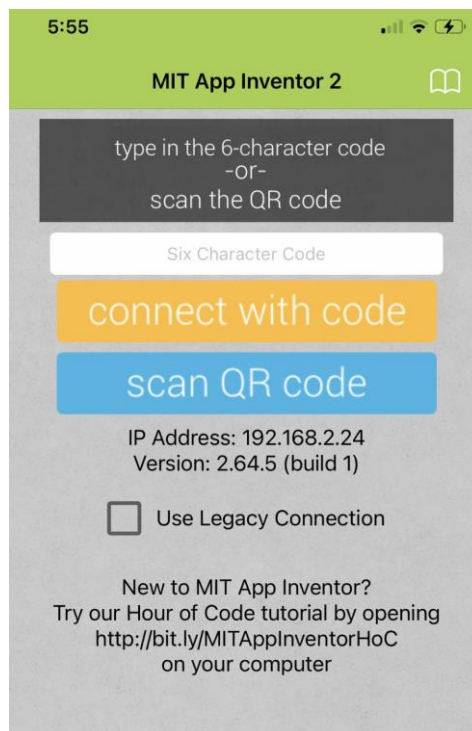 5:55
MIT App Inventor 2
type in the 6-character code
-or-
scan the QR code
Six Character Code
connect with code
scan QR code
IP Address: 192.168.2.24
Version: 2.64.5 (build 1)
Use Legacy Connection
New to MIT App Inventor?
Try our Hour of Code tutorial by opening
http://bit.ly/MITAppInventorHoC
on your computer